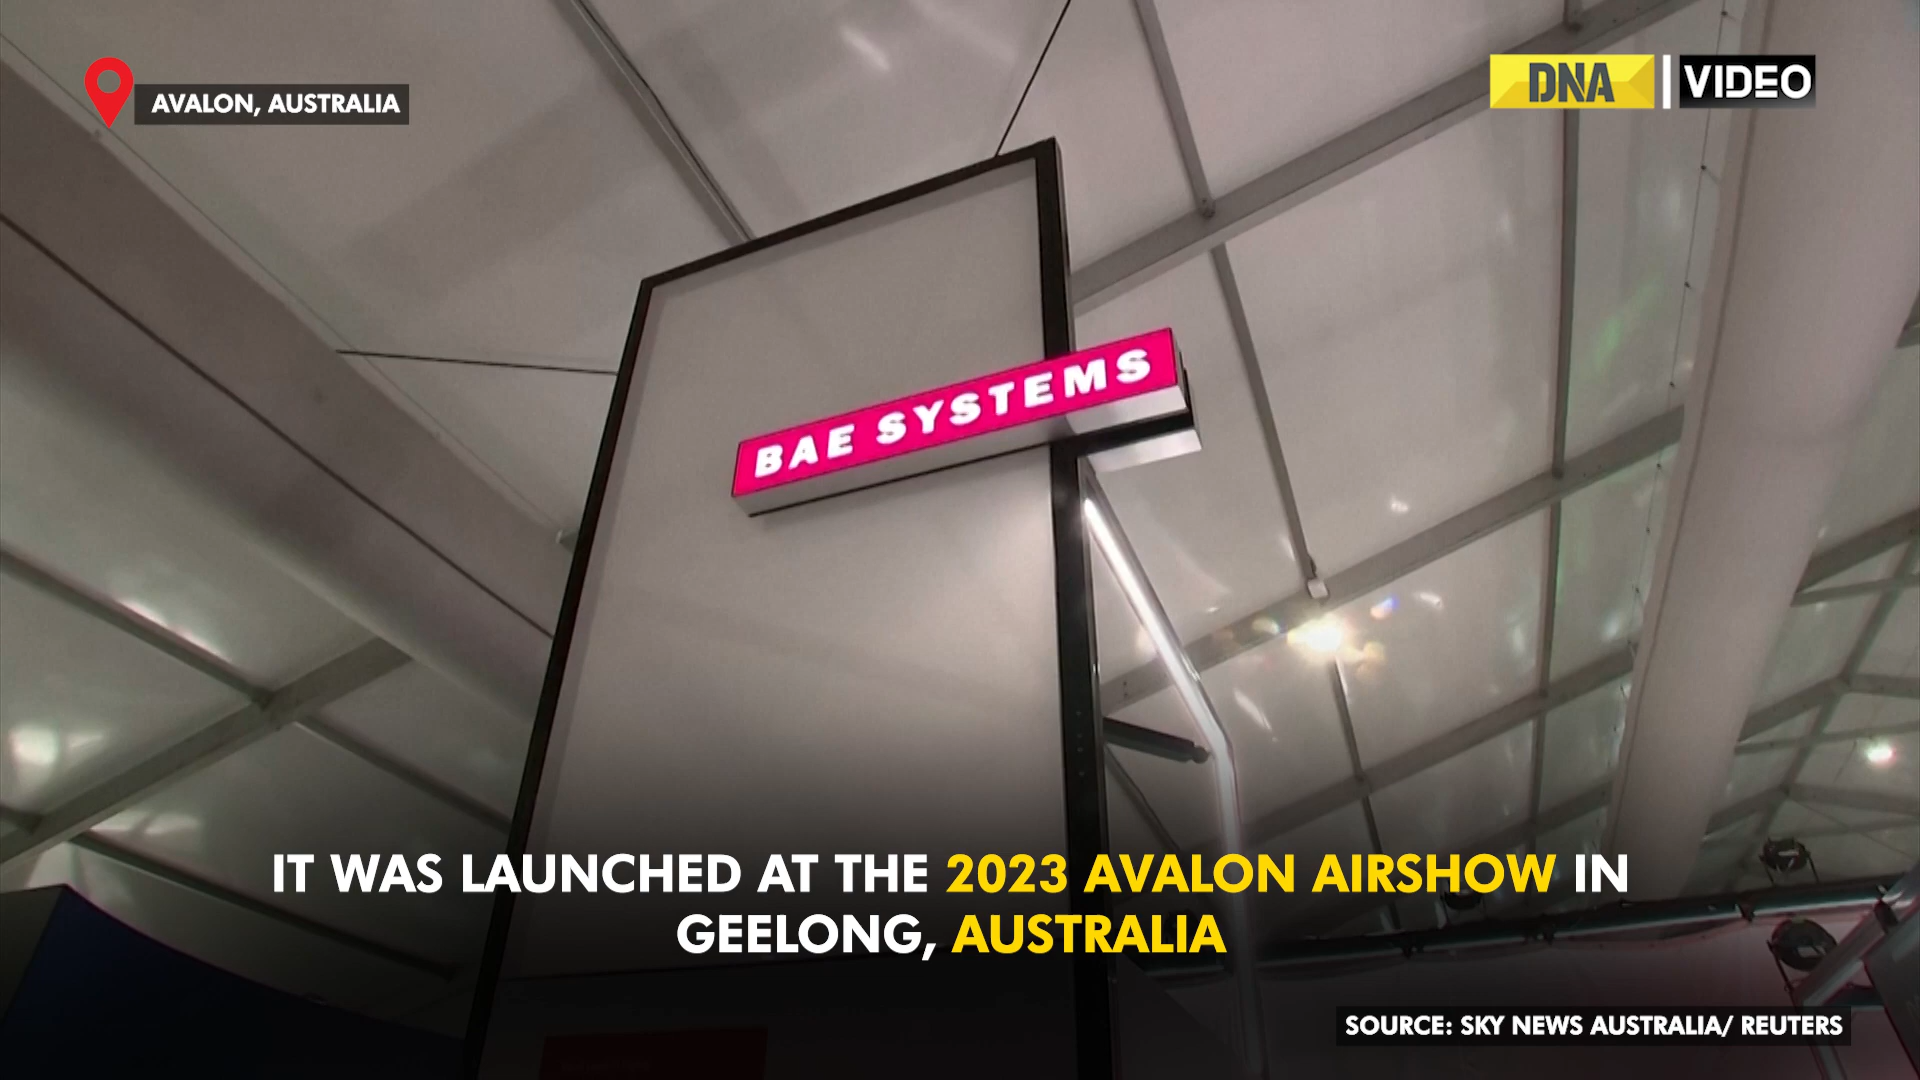 AVALON, AUSTRALIA
DNA VIDEO
BAE SYSTEMS
IT WAS LAUNCHED AT THE 2023 AVALON AIRSHOW IN
GEELONG, AUSTRALIA
SOURCE: SKY NEWS AUSTRALIA/ REUTERS